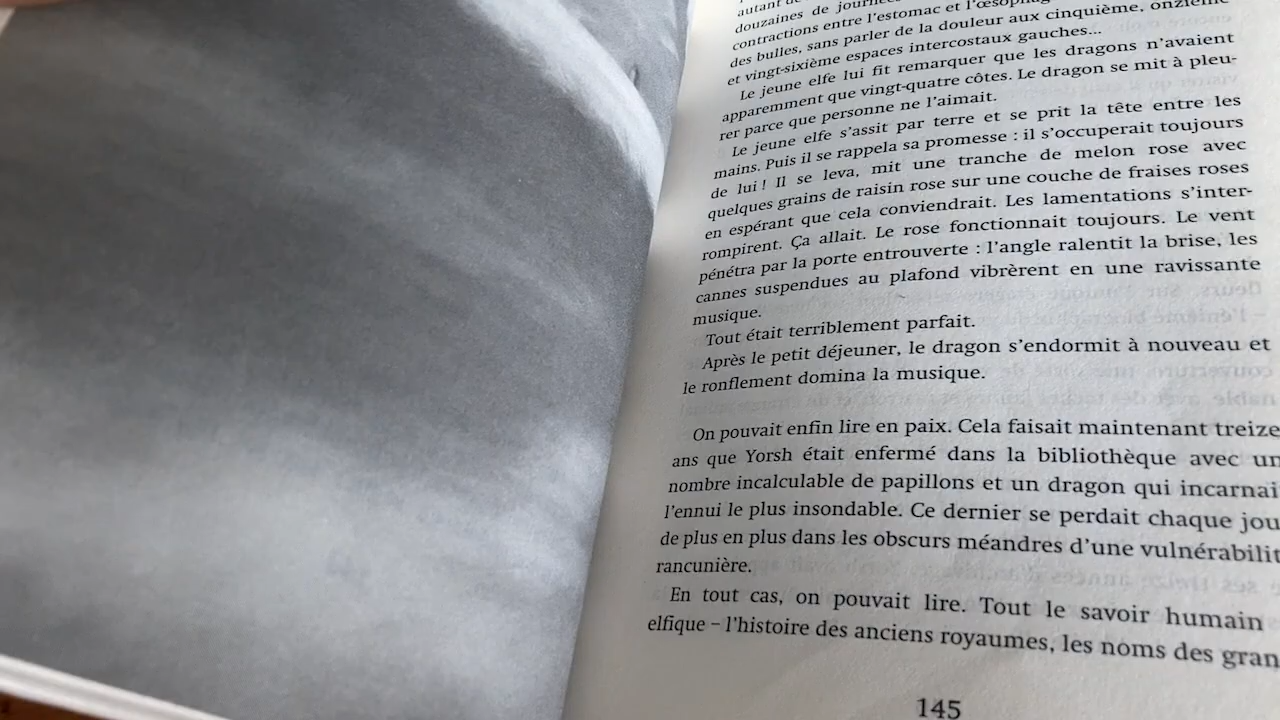 autant de
douzaines de journé
contractions entre l'estomac et l'œsophag
des bulles, sans parler de la douleur aux cinquième, onzième
et vingt-sixième espaces intercostaux gauches...
Le jeune elfe lui fit remarquer que les dragons n'avaient
apparemment que vingt-quatre côtes. Le dragon se mit à pleu-
rer parce que personne ne l'aimait.
Le jeune elfe s'assit par terre et se prit la tête entre les
mains. Puis il se rappela sa promesse : il s'occuperait toujours
de lui ! Il se leva, mit une tranche de melon rose avec
quelques grains de raisin rose sur une couche de fraises roses
en espérant que cela conviendrait. Les lamentations s'inter-
rompirent. Ça allait. Le rose fonctionnait toujours. Le vent
pénétra par la porte entrouverte : l'angle ralentit la brise, les
cannes suspendues au plafond vibrèrent en une ravissante
musique.
Tout était terriblement parfait.
Après le petit déjeuner, le dragon s'endormit à nouveau et
le ronflement domina la musique.
On pouvait enfin lire en paix. Cela faisait maintenant treize
ans que Yorsh était enfermé dans la bibliothèque avec un
nombre incalculable de papillons et un dragon qui incarnai
l'ennui le plus insondable. Ce dernier se perdait chaque jou
de plus en plus dans les obscurs méandres d'une vulnérabilit
rancunière.
En tout cas, on pouvait lire. Tout le savoir humain
elfique – l'histoire des anciens royaumes, les noms des gran
145